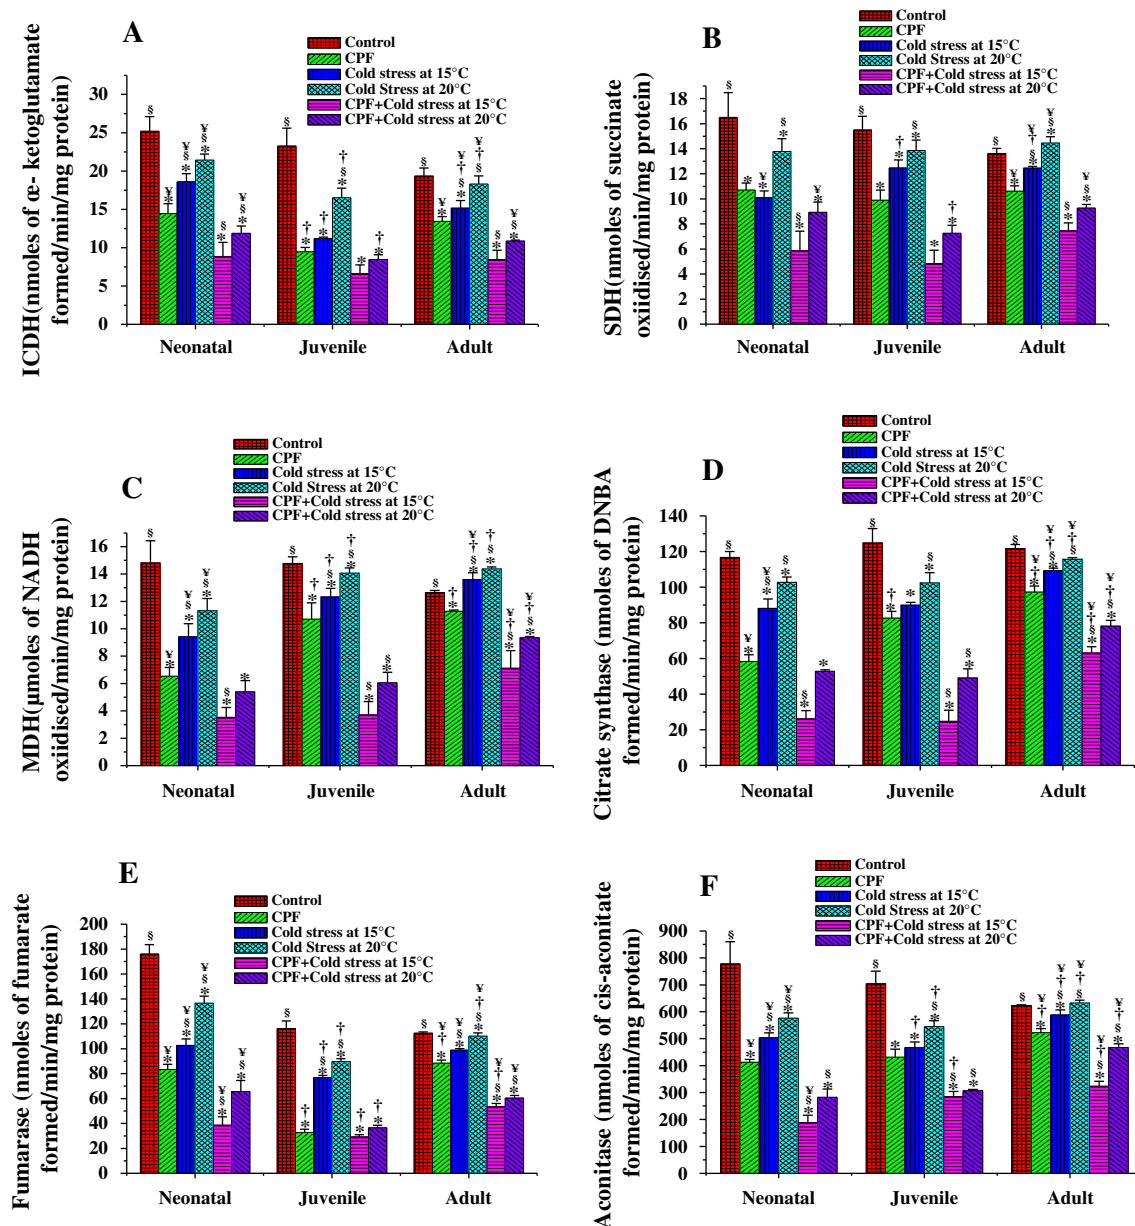 A
Control
CPF
Cold stress at 15°C
Cold Stress at 20°C
CPF+Cold stress at 15°C
CPF+Cold stress at 20°C
ICDH(nmoles of œ- ketoglutamate
formed/min/mg protein)
30
25
20
15
10
5
0
Neonatal
Juvenile
Adult
B
Control
CPF
Cold stress at 15°C
Cold Stress at 20°C
CPF+Cold stress at 15°C
CPF+Cold stress at 20°C
SDH(nmoles of succinate
oxiidised/min/mg protein)
18
16
14
12
10
8
6
4
2
0
Neonatal
Juvenile
Adult
C
Control
CPF
Cold stress at 15°C
Cold Stress at 20°C
CPF+Cold stress at 15°C
CPF+Cold stress at 20°C
MDH(µmoles of NADH
oxiidised/min/mg protein)
16
14
12
10
8
6
4
2
0
Neonatal
Juvenile
Adult
D
Control
CPF
Cold stress at 15°C
Cold Stress at 20°C
CPF+Cold stress at 15°C
CPF+Cold stress at 20°C
Citrate synthase (nmoles of DNBA
formed/min/mg protein)
140
120
100
80
60
40
20
0
Neonatal
Juvenile
Adult
E
Control
CPF
Cold stress at 15°C
Cold Stress at 20°C
CPF+Cold stress at 15°C
CPF+Cold stress at 20°C
Fumarase (nmoles of fumarate
formed/min/mg protein)
200
180
160
140
120
100
80
60
40
20
0
Neonatal
Juvenile
Adult
F
Control
CPF
Cold stress at 15°C
Cold Stress at 20°C
CPF+Cold stress at 15°C
CPF+Cold stress at 20°C
Aconitase (nmoles of cis-aconitate
formed/min/mg protein)
900
800
700
600
500
400
300
200
100
0
Neonatal
Juvenile
Adult